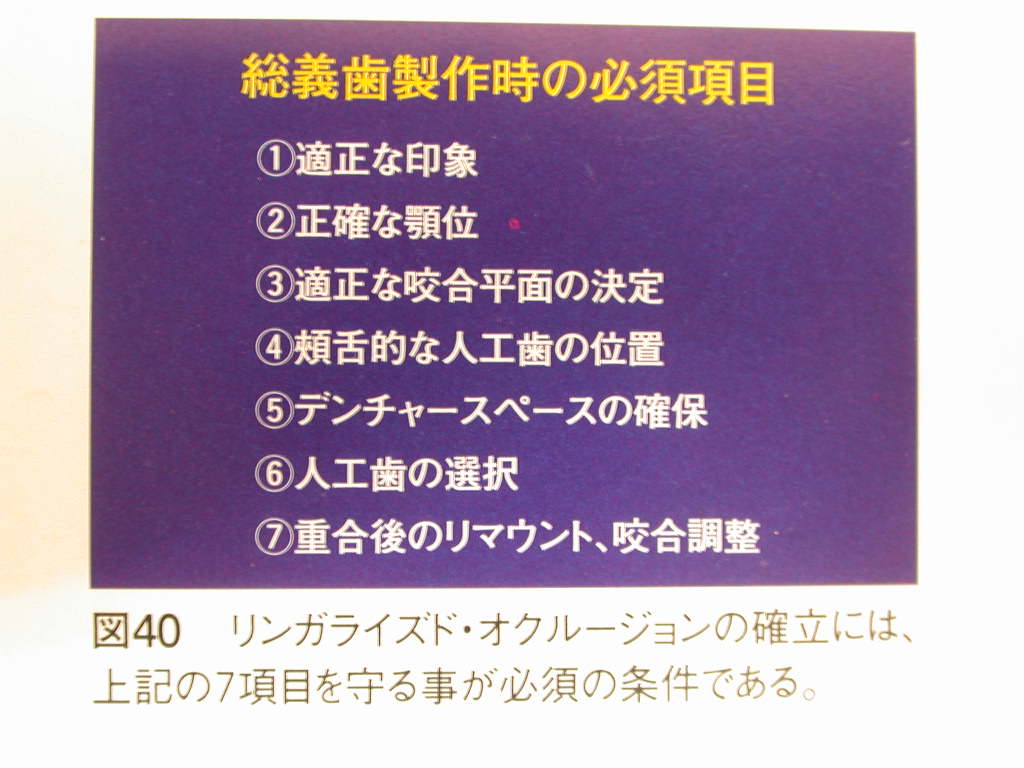 総義歯製作時の必須項目
①適正な印象
②正確な顎位
③適正な咬合平面の決定
④頬舌的な人工歯の位置
⑤デンチャースペースの確保
⑥人工歯の選択
⑦重合後のリマウント、咬合調整
図40 リンガライズド・オクルージョンの確立には、
上記の7項目を守る事が必須の条件である。